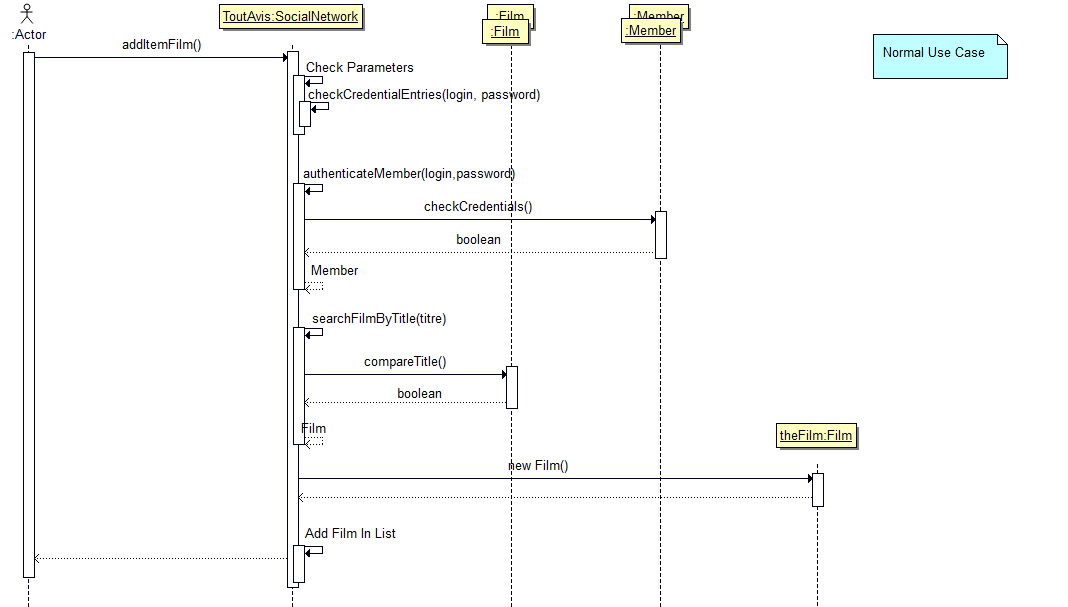 :Actor
ToutAvis:SocialNetwork
:Film
:Film
:Member
:Member
Normal Use Case
addItemFilm()
Check Parameters
checkCredentialEntries(login, password)
authenticateMember(login,password)
checkCredentials()
boolean
Member
searchFilmByTitle(titre)
compareTitle()
boolean
Film
theFilm:Film
new Film()
Add Film In List